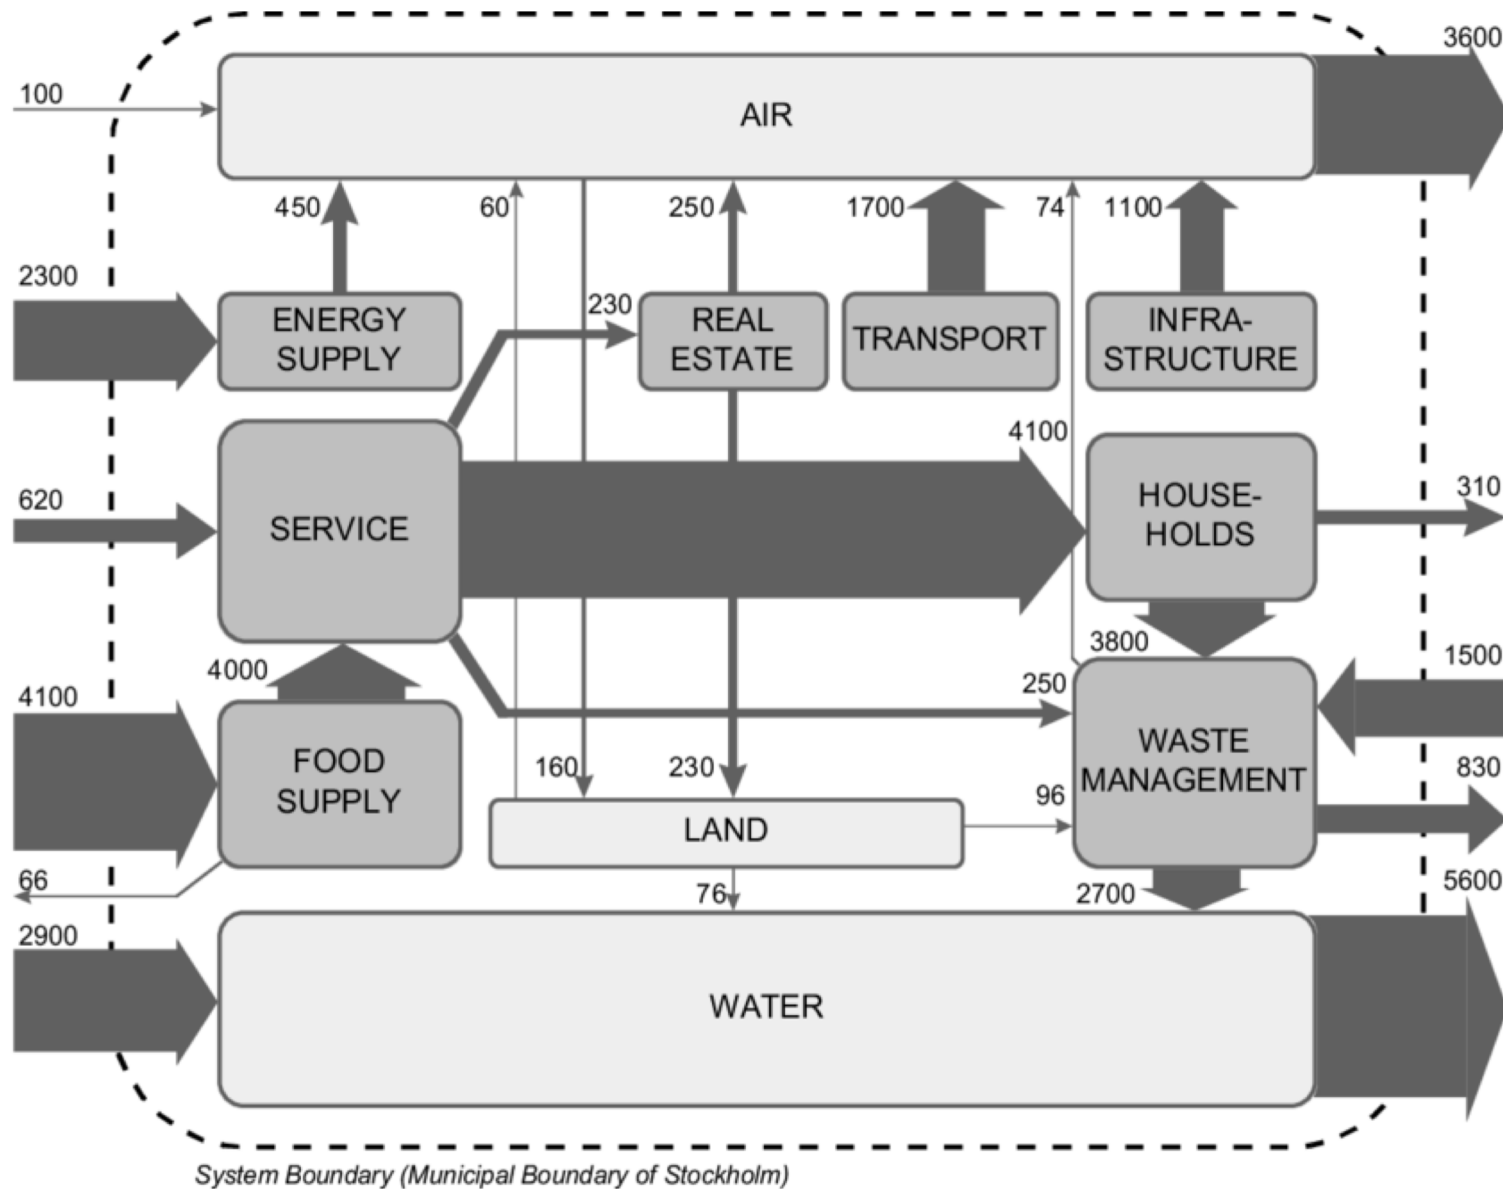 3600
100
AIR
450
60
250
1700
74
1100
2300
ENERGY
SUPPLY
230
REAL
ESTATE
TRANSPORT
INFRA-
STRUCTURE
4100
620
SERVICE
HOUSE-
HOLDS
310
4000
3800
1500
4100
250
FOOD
SUPPLY
160
230
WASTE
MANAGEMENT
830
96
LAND
66
76
2700
5600
2900
WATER
System Boundary (Municipal Boundary of Stockholm)